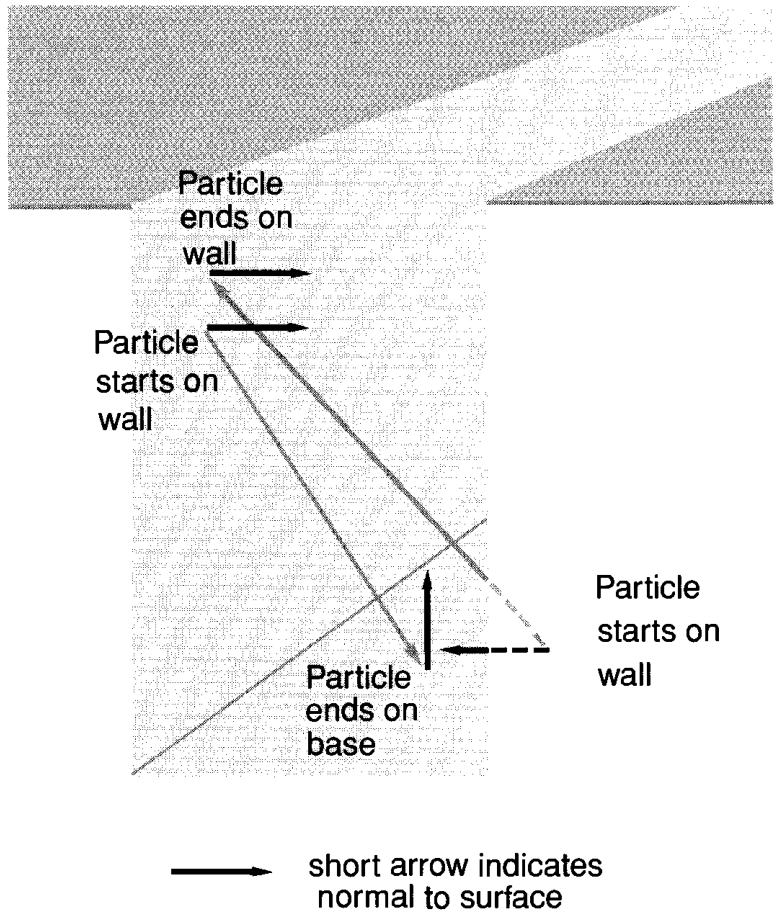 Particle
ends on
wall
Particle
starts on
wall
Particle
starts on
wall
Particle
ends on
base
short arrow indicates
normal to surface